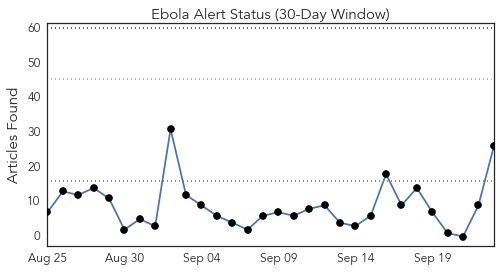 Ebola Alert Status (30-Day Window)
Articles Found
60
50
40
30
20
10
0
Aug 25
Aug 30
Sep 04
Sep 09
Sep 14
Sep 19